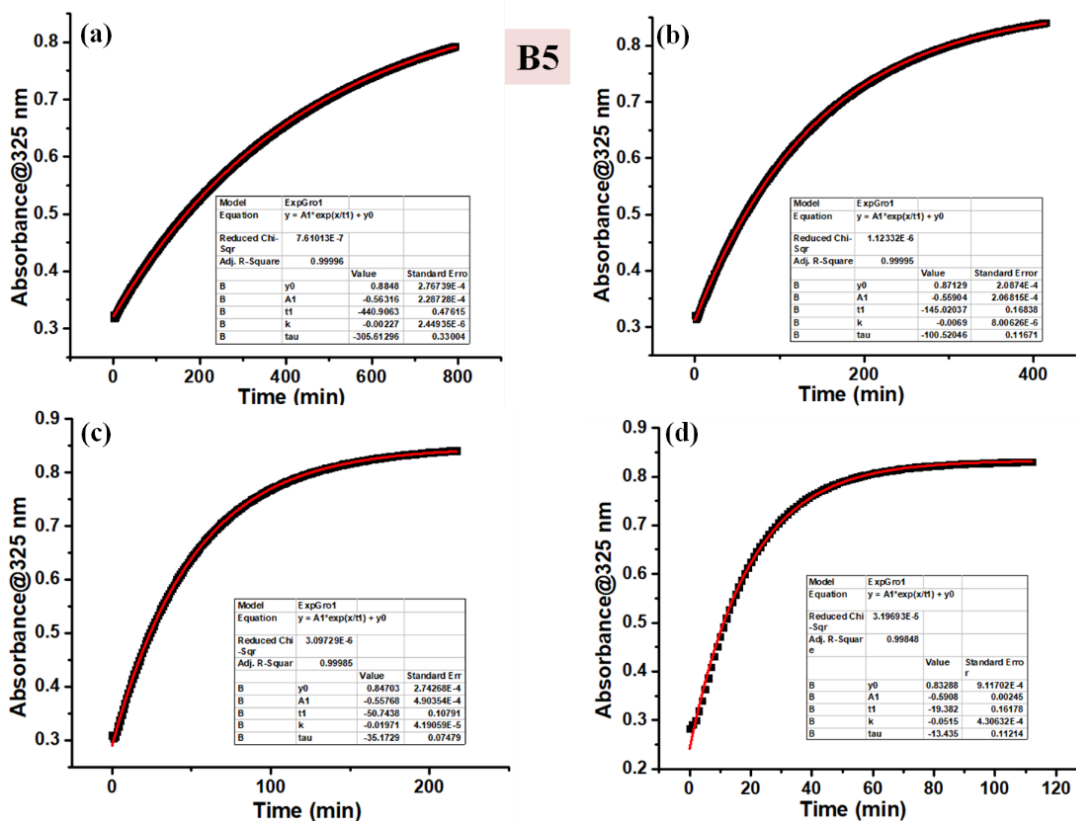 (a)
Absorbance@325 nm
0.8
0.7
0.6
0.5
0.4
0.3
Model ExpGro1
Equation y = A1*exp(x/t1) + y0
Reduced Chi-Sqr 7.61013E-7
Adj. R-Square 0.99996
Value Standard Erro
B y0 0.8848 2.76739E-4
B A1 -0.56316 2.28728E-4
B t1 -440.9063 0.47615
B k -0.00227 2.44935E-6
B tau -305.61296 0.33004
0 200 400 600 800
Time (min)
B5
(b)
Absorbance@325 nm
0.8
0.7
0.6
0.5
0.4
0.3
Model ExpGro1
Equation y = A1*exp(x/t1) + y0
Reduced Chi-Sqr 1.12332E-6
Adj. R-Square 0.99995
Value Standard Error
B y0 0.87129 2.0874E-4
B A1 -0.55904 2.06815E-4
B t1 -145.02037 0.16838
B k -0.0069 8.00626E-6
B tau -100.52046 0.11671
0 200 400
Time (min)
(c)
Absorbance@325 nm
0.9
0.8
0.7
0.6
0.5
0.4
0.3
Model ExpGro1
Equation y = A1*exp(x/t1) + y0
Reduced Chi
-Sqr 3.09729E-6
Adj. R-Squar 0.99985
Value Standard Err
B y0 0.84703 2.74268E-4
B A1 -0.55768 4.90354E-4
B t1 -50.7438 0.10791
B k -0.01971 4.19059E-5
B tau -35.1729 0.07479
0 100 200
Time (min)
(d)
Absorbance@325 nm
0.9
0.8
0.7
0.6
0.5
0.4
0.3
0.2
Model ExpGro1
Equation y = A1*exp(x/t1) + y0
Reduced Chi
-Sqr 3.19693E-5
Adj. R-Squar
e 0.99848
Value Standard Erro
r
B y0 0.83288 9.11702E-4
B A1 -0.5908 0.00245
B t1 -19.382 0.16178
B k -0.0515 4.30632E-4
B tau -13.435 0.11214
0 20 40 60 80 100 120
Time (min)